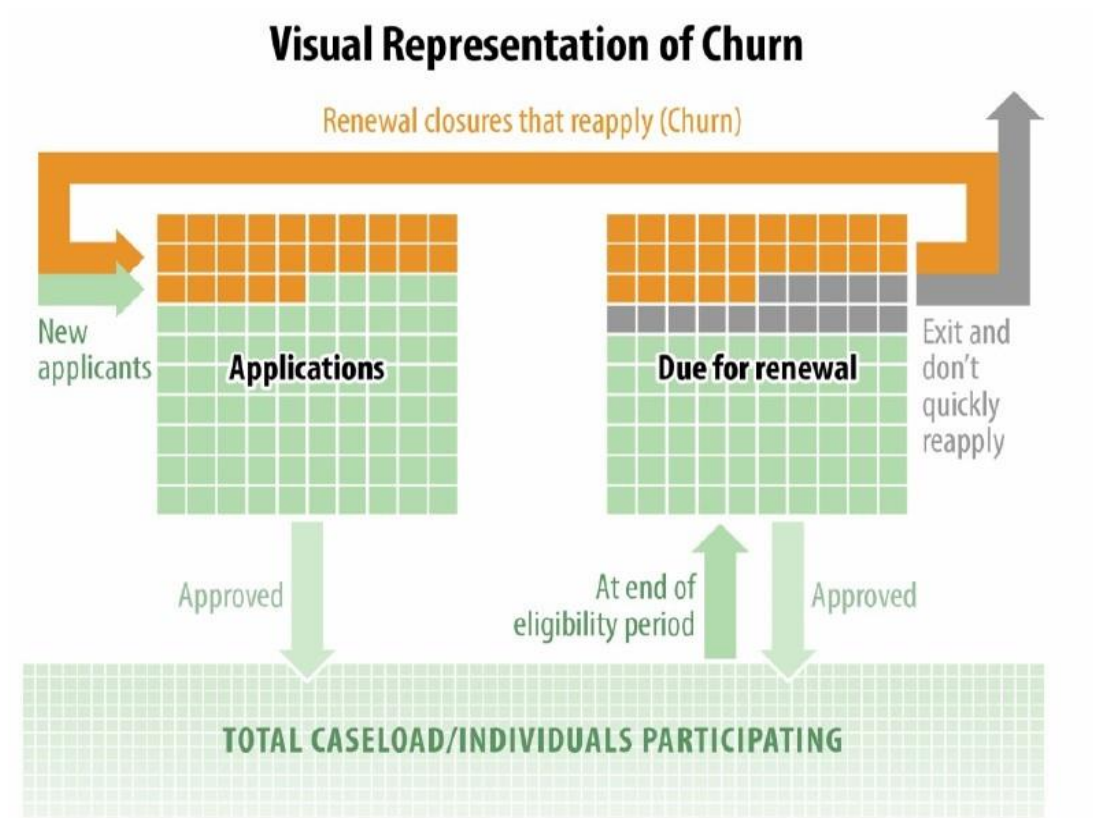 Visual Representation of Churn
Renewal closures that reapply (Churn)
New
applicants
Applications
Due for renewal
Exit and
don't
quickly
reapply
Approved
At end of
eligibility period
Approved
TOTAL CASELOAD/INDIVIDUALS PARTICIPATING